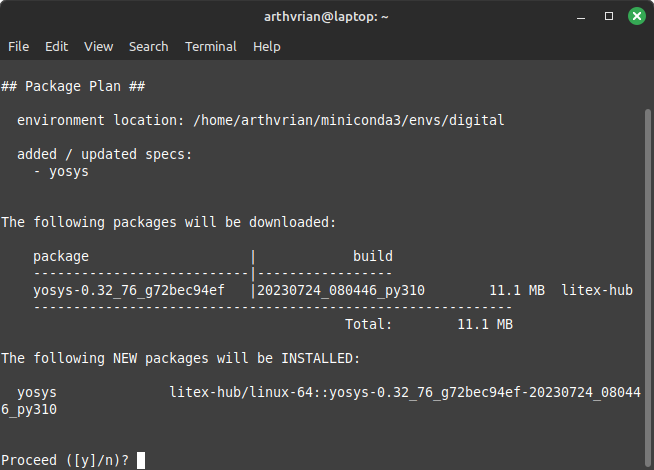 arthvrian@laptop: ~
File Edit View Search Terminal Help
## Package Plan ##
environment location: /home/arthvrian/miniconda3/envs/digital
added / updated specs:
- yosys
The following packages will be downloaded:
package | build
---------------------------|-----------------
yosys-0.32_76_g72bec94ef |20230724_080446_py310 11.1 MB litex-hub
------------------------------------------------------------
Total: 11.1 MB
The following NEW packages will be INSTALLED:
yosys litex-hub/linux-64::yosys-0.32_76_g72bec94ef-20230724_08044
6_py310
Proceed ([y]/n)?